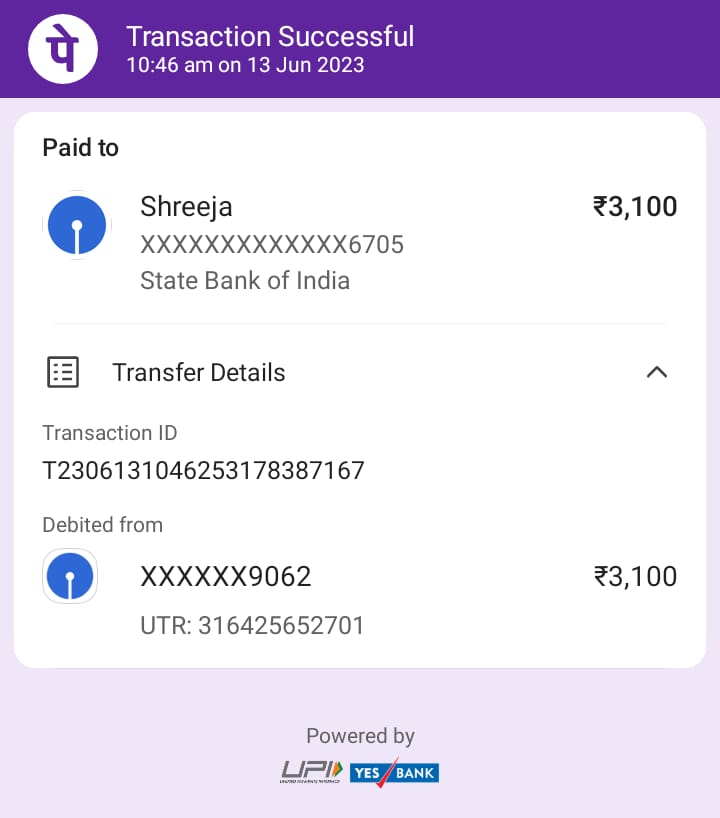 पे
Transaction Successful
10:46 am on 13 Jun 2023
Paid to
Shreeja ₹3,100
XXXXXXXXXXXXX6705
State Bank of India
Transfer Details
Transaction ID
T2306131046253178387167
Debited from
XXXXXX9062 ₹3,100
UTR: 316425652701
Powered by
UPI YES BANK
UNIFIED PAYMENTS INTERFACE